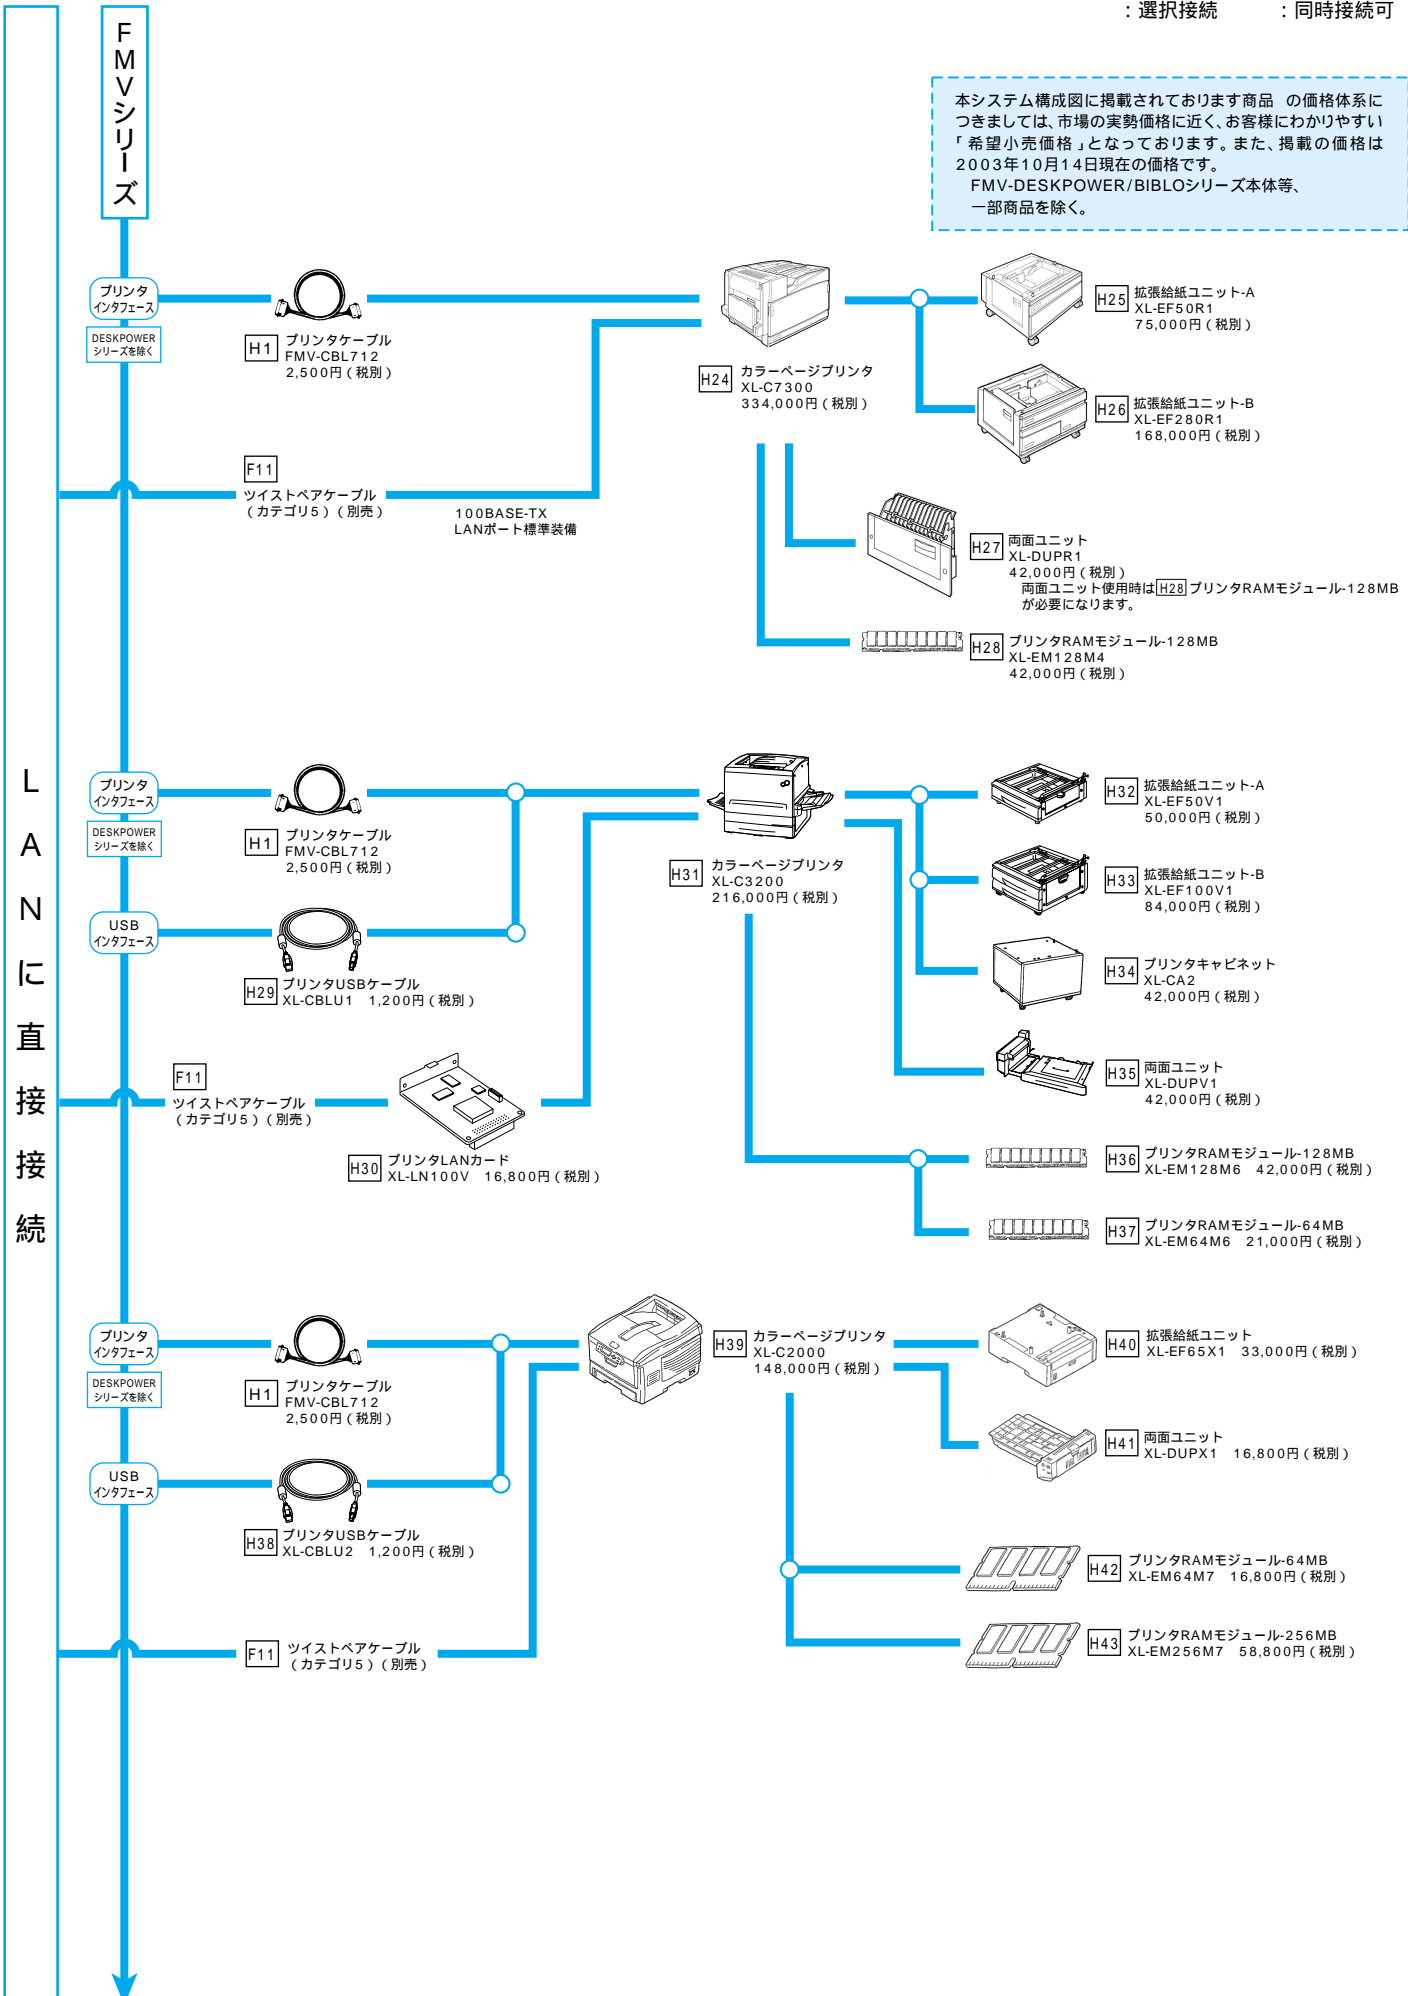 ：選択接続　　：同時接続可
FMVシリーズ
本システム構成図に掲載されております商品　の価格体系に
つきましては、市場の実勢価格に近く、お客様にわかりやすい
「希望小売価格」となっております。また、掲載の価格は
2003年10月14日現在の価格です。
FMV-DESKPOWER/BIBLOシリーズ本体等、
一部商品を除く。
LANに直接接続
プリンタ
インタフェース
DESKPOWER
シリーズを除く
H1 プリンタケーブル
FMV-CBL712
2,500円（税別）
H24 カラーページプリンタ
XL-C7300
334,000円（税別）
H25 拡張給紙ユニット-A
XL-EF50R1
75,000円（税別）
H26 拡張給紙ユニット-B
XL-EF280R1
168,000円（税別）
F11
ツイストペアケーブル
（カテゴリ5）（別売）
100BASE-TX
LANポート標準装備
H27 両面ユニット
XL-DUPR1
42,000円（税別）
両面ユニット使用時はH28プリンタRAMモジュール-128MB
が必要になります。
H28 プリンタRAMモジュール-128MB
XL-EM128M4
42,000円（税別）
プリンタ
インタフェース
DESKPOWER
シリーズを除く
H1 プリンタケーブル
FMV-CBL712
2,500円（税別）
USB
インタフェース
H29 プリンタUSBケーブル
XL-CBLU1　1,200円（税別）
H31 カラーページプリンタ
XL-C3200
216,000円（税別）
H32 拡張給紙ユニット-A
XL-EF50V1
50,000円（税別）
H33 拡張給紙ユニット-B
XL-EF100V1
84,000円（税別）
H34 プリンタキャビネット
XL-CA2
42,000円（税別）
H35 両面ユニット
XL-DUPV1
42,000円（税別）
F11
ツイストペアケーブル
（カテゴリ5）（別売）
H30 プリンタLANカード
XL-LN100V　16,800円（税別）
H36 プリンタRAMモジュール-128MB
XL-EM128M6　42,000円（税別）
H37 プリンタRAMモジュール-64MB
XL-EM64M6　21,000円（税別）
プリンタ
インタフェース
DESKPOWER
シリーズを除く
H1 プリンタケーブル
FMV-CBL712
2,500円（税別）
USB
インタフェース
H38 プリンタUSBケーブル
XL-CBLU2　1,200円（税別）
H39 カラーページプリンタ
XL-C2000
148,000円（税別）
H40 拡張給紙ユニット
XL-EF65X1　33,000円（税別）
H41 両面ユニット
XL-DUPX1　16,800円（税別）
H42 プリンタRAMモジュール-64MB
XL-EM64M7　16,800円（税別）
H43 プリンタRAMモジュール-256MB
XL-EM256M7　58,800円（税別）
F11 ツイストペアケーブル
（カテゴリ5）（別売）